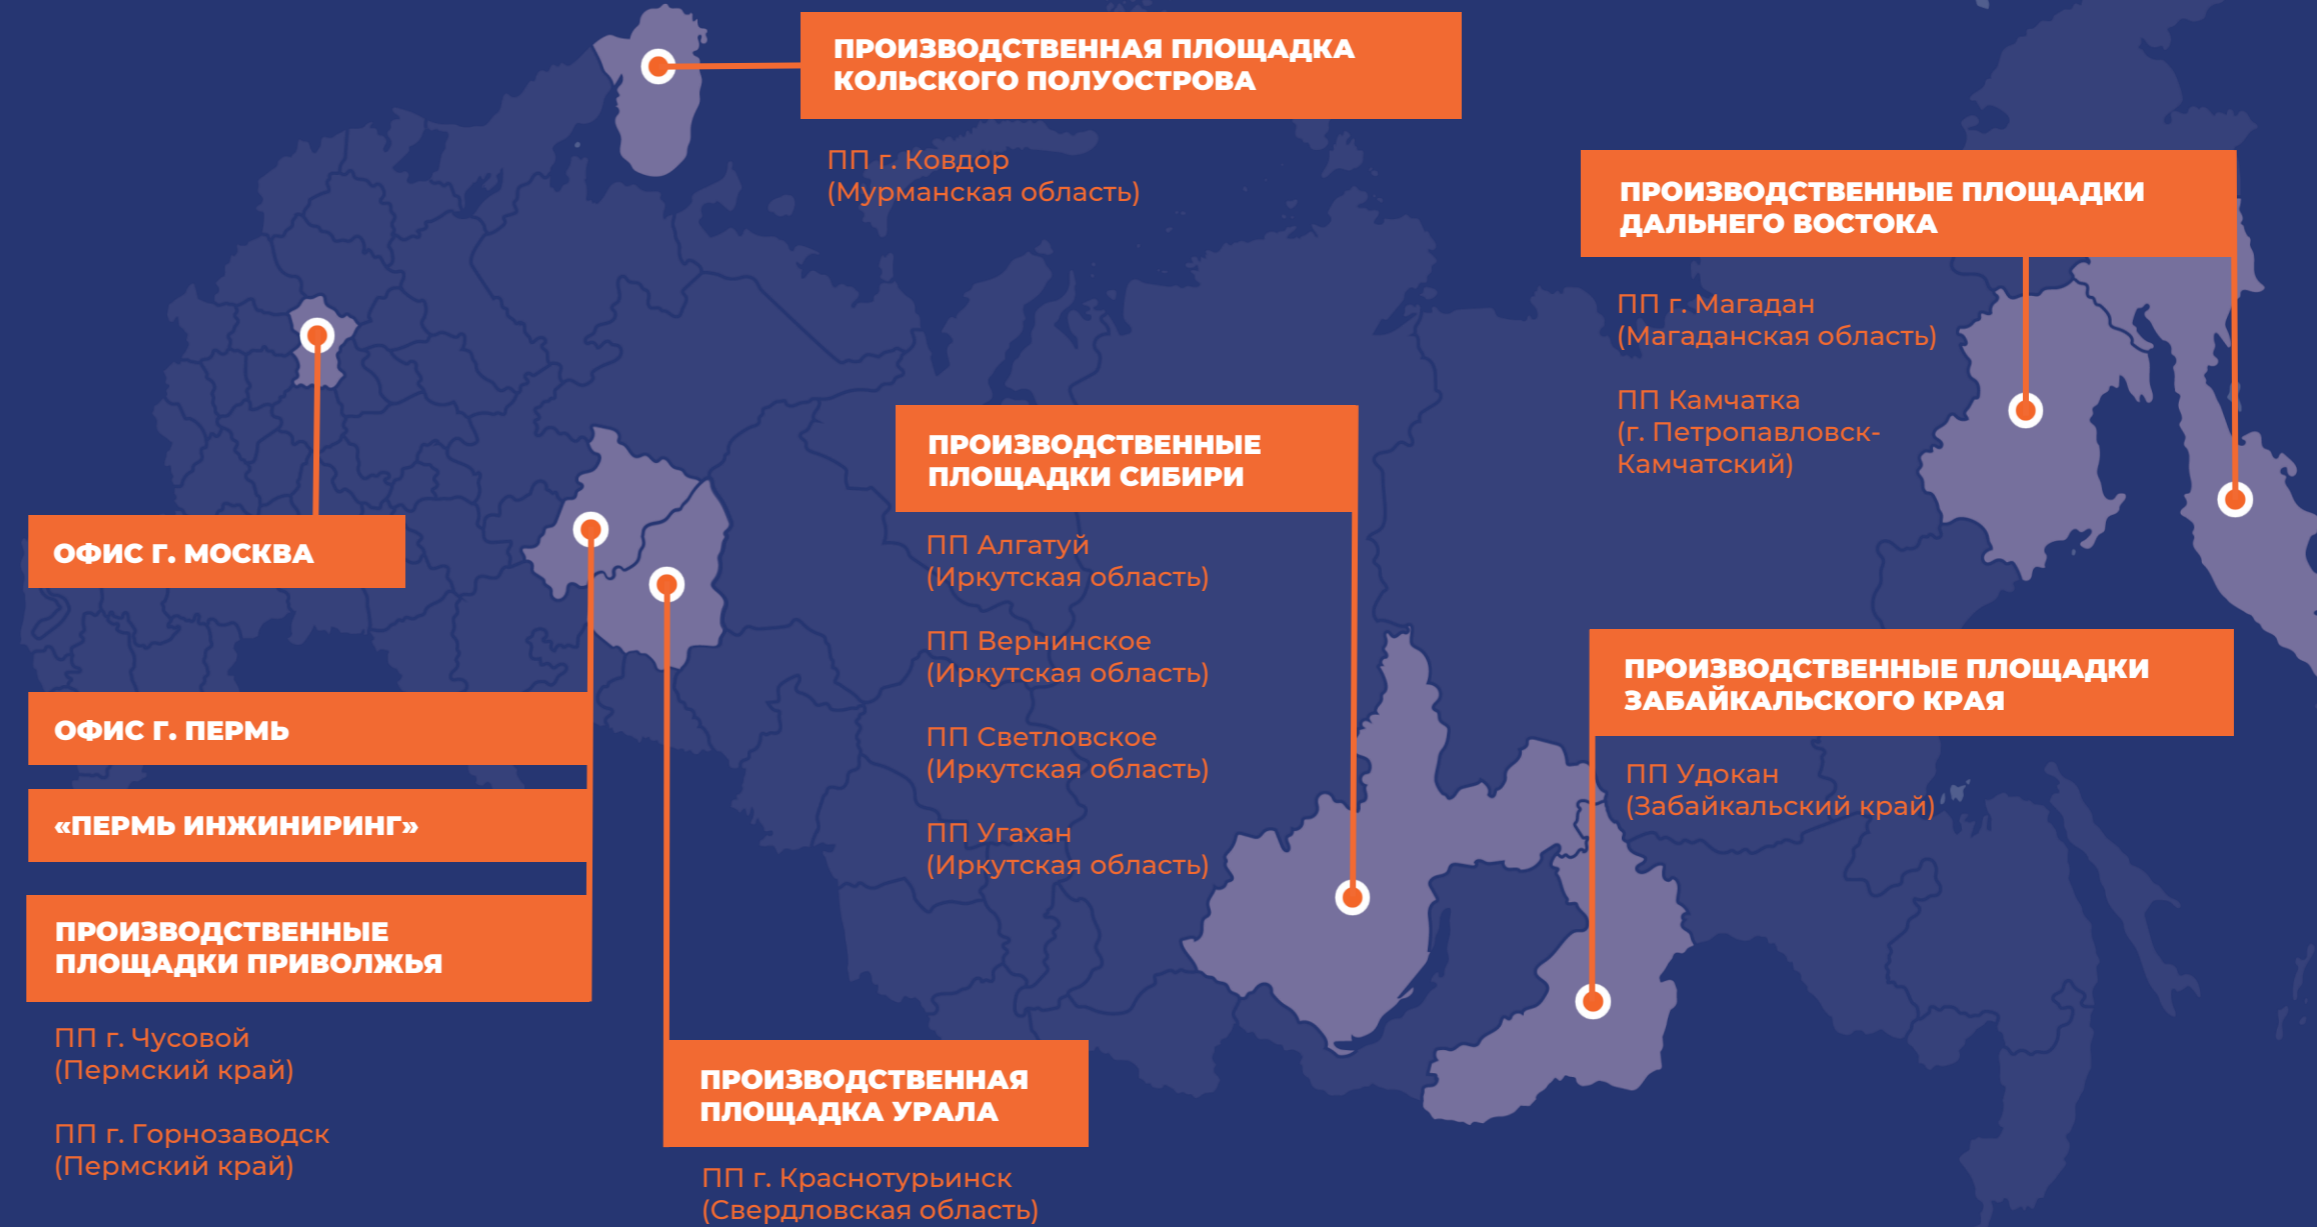 ПРОИЗВОДСТВЕННАЯ ПЛОЩАДКА
КОЛЬСКОГО ПОЛУОСТРОВА
ПП г. Ковдор
(Мурманская область)
ПРОИЗВОДСТВЕННЫЕ ПЛОЩАДКИ
ДАЛЬНЕГО ВОСТОКА
ПП г. Магадан
(Магаданская область)
ПП Камчатка
(г. Петропавловск-
Камчатский)
ПРОИЗВОДСТВЕННЫЕ
ПЛОЩАДКИ СИБИРИ
ПП Алгатуй
(Иркутская область)
ПП Вернинское
(Иркутская область)
ПП Светловское
(Иркутская область)
ПП Угахан
(Иркутская область)
ОФИС Г. МОСКВА
ОФИС Г. ПЕРМЬ
«ПЕРМЬ ИНЖИНИРИНГ»
ПРОИЗВОДСТВЕННЫЕ
ПЛОЩАДКИ ПРИВОЛЖЬЯ
ПП г. Чусовой
(Пермский край)
ПП г. Горнозаводск
(Пермский край)
ПРОИЗВОДСТВЕННАЯ
ПЛОЩАДКА УРАЛА
ПП г. Краснотурьинск
(Свердловская область)
ПРОИЗВОДСТВЕННЫЕ ПЛОЩАДКИ
ЗАБАЙКАЛЬСКОГО КРАЯ
ПП Удокан
(Забайкальский край)